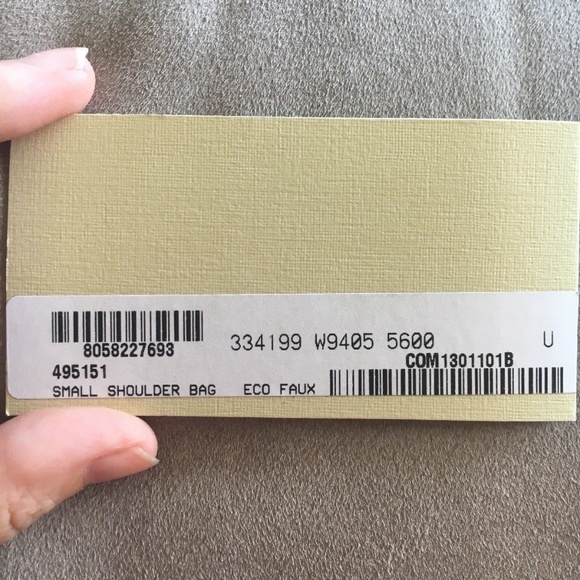 8058227693
334199 W9405 5600 U
495151
COM1301101B
SMALL SHOULDER BAG ECO FAUX